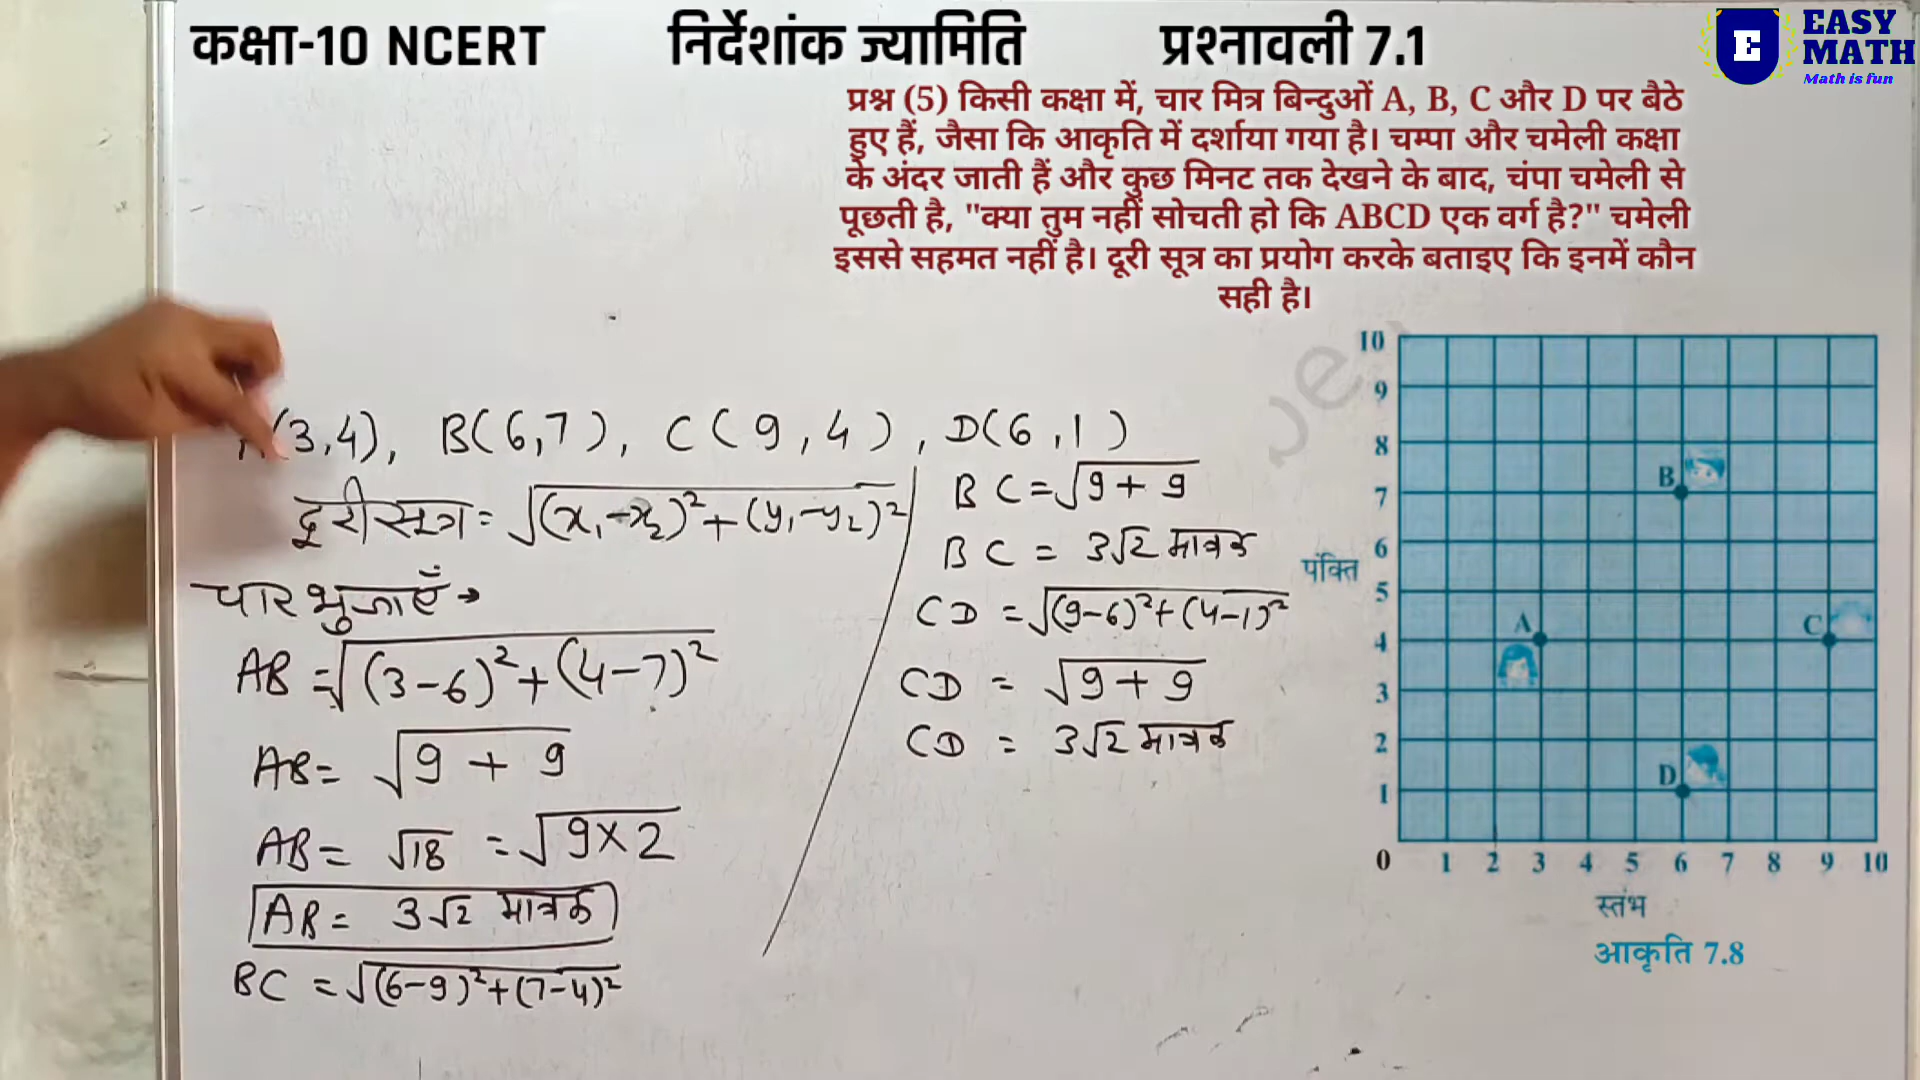 कक्षा-10 NCERT निर्देशांक ज्यामिति प्रश्नावली 7.1
EASY
MATH
Math is fun
E
प्रश्न (5) किसी कक्षा में, चार मित्र बिन्दुओं A, B, C और D पर बैठे
हुए हैं, जैसा कि आकृति में दर्शाया गया है। चम्पा और चमेली कक्षा
के अंदर जाती हैं और कुछ मिनट तक देखने के बाद, चंपा चमेली से
पूछती है, "क्या तुम नहीं सोचती हो कि ABCD एक वर्ग है?" चमेली
इससे सहमत नहीं है। दूरी सूत्र का प्रयोग करके बताइए कि इनमें कौन
सही है।
(3,4), B(6,7), C(9,4), D(6,1)
दूरी सूत्र = √(x₁-x₂)²+(y₁-y₂)²
चार भुजाएँ →
AB = √(3-6)²+(4-7)²
AB = √9+9
AB = √18 = √9×2
AB = 3√2 मात्रक
BC = √(6-9)²+(7-4)²
BC = √9+9
BC = 3√2 मात्रक
CD = √(9-6)²+(4-1)²
CD = √9+9
CD = 3√2 मात्रक
10
9
8
7
6
5
4
3
2
1
पंक्ति
B
A
C
D
0 1 2 3 4 5 6 7 8 9 10
स्तंभ
आकृति 7.8